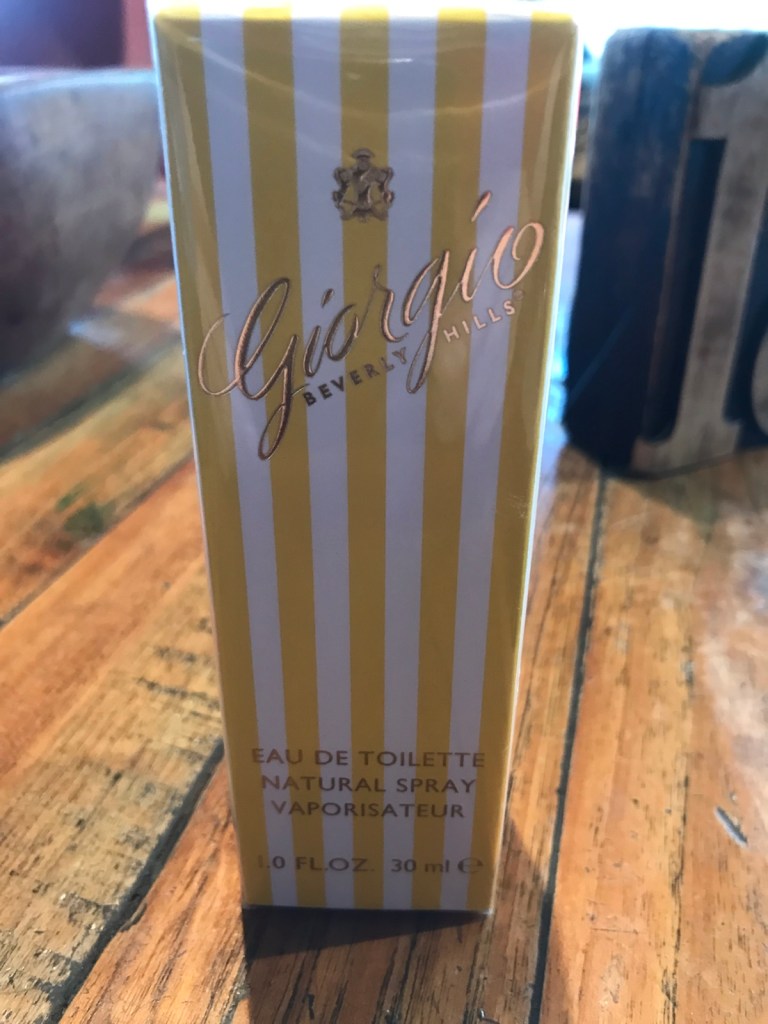 Giorgio
BEVERLY HILLS
EAU DE TOILETTE
NATURAL SPRAY
VAPORISATEUR
1.0 FL.OZ. 30 ml e